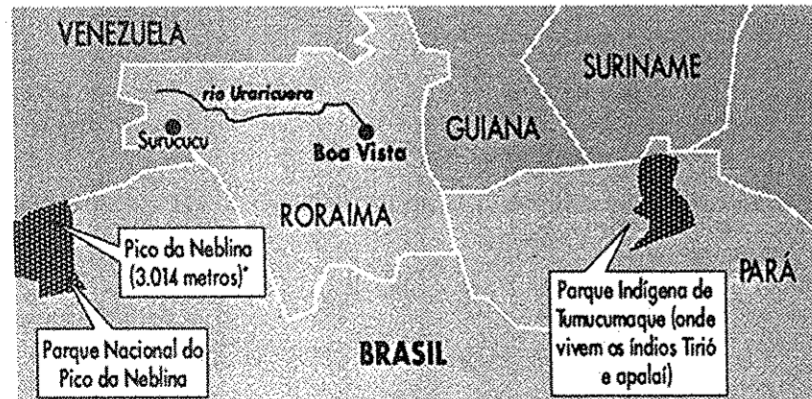 VENEZUELA
SURINAME
rio Uraricuera
GUIANA
Surucucu
Boa Vista
RORAIMA
Pico da Neblina
(3.014 metros)*
PARÁ
Parque Indígena de
Tumucumaque (onde
vivem os índios Tirió
e apalaí)
Parque Nacional do
Pico da Neblina
BRASIL